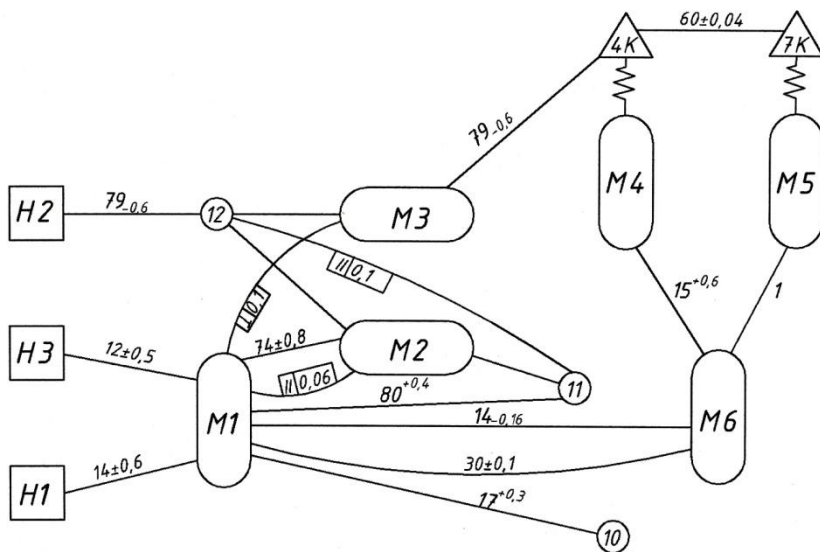 60±0,04
4K
7K
79₋₀,₆
M4
M5
H2
79₋₀,₆
12
M3
// 0,1
15⁺⁰,⁶
1
⊥ 0,1
H3
12±0,5
74±0,8
M2
// 0,06
80⁺⁰,⁴
11
M1
14₋₀,₁₆
M6
H1
14±0,6
30±0,1
17⁺⁰,³
10